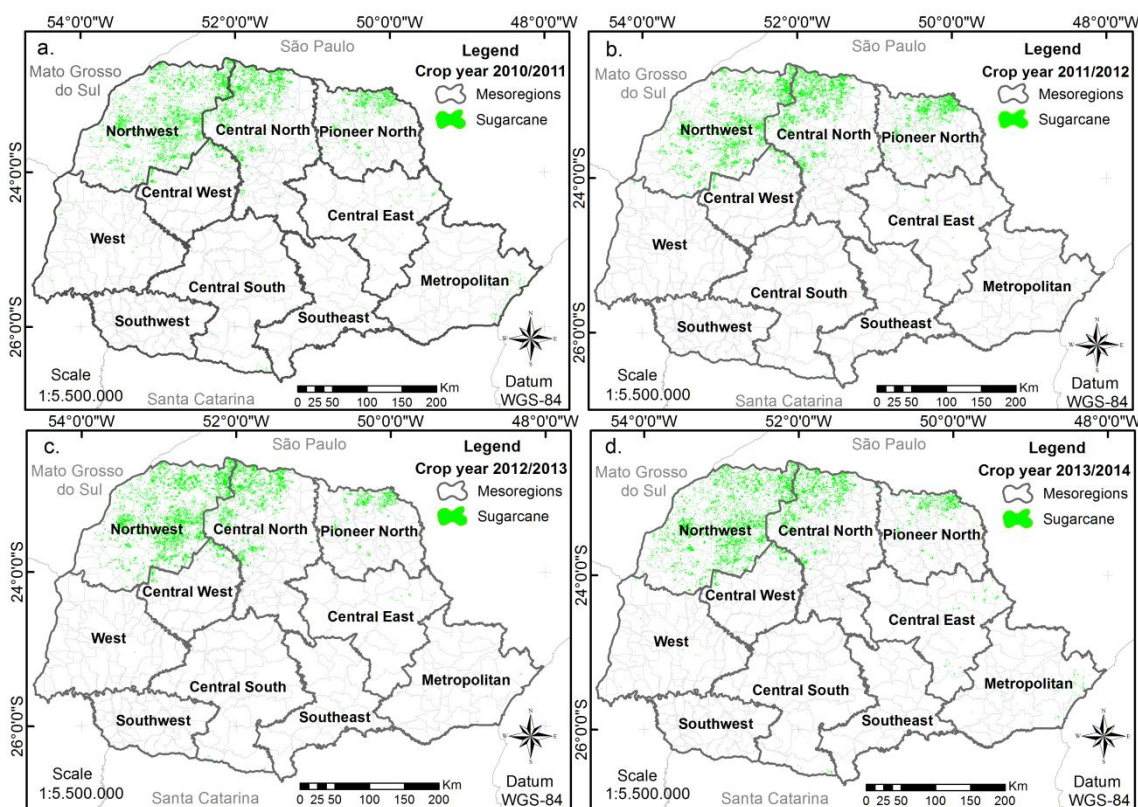 54°0'0"W 52°0'0"W 50°0'0"W 48°0'0"W
a.
São Paulo
Legend
Crop year 2010/2011
Mesoregions
Sugarcane
Mato Grosso
do Sul
Northwest
Central North
Pioneer North
24°0'0"S
Central West
Central East
West
Metropolitan
Central South
Southwest
Southeast
26°0'0"S
N
W E
S
Scale
1:5.500.000
Santa Catarina
Km
0 25 50 100 150 200
Datum
WGS-84
54°0'0"W 52°0'0"W 50°0'0"W 48°0'0"W
b.
São Paulo
Legend
Crop year 2011/2012
Mesoregions
Sugarcane
Mato Grosso
do Sul
Northwest
Central North
Pioneer North
24°0'0"S
Central West
Central East
West
Metropolitan
Central South
Southwest
Southeast
26°0'0"S
N
W E
S
Scale
1:5.500.000
Santa Catarina
Km
0 25 50 100 150 200
Datum
WGS-84
54°0'0"W 52°0'0"W 50°0'0"W 48°0'0"W
c.
São Paulo
Legend
Crop year 2012/2013
Mesoregions
Sugarcane
Mato Grosso
do Sul
Northwest
Central North
Pioneer North
24°0'0"S
Central West
Central East
West
Metropolitan
Central South
Southwest
Southeast
26°0'0"S
N
W E
S
Scale
1:5.500.000
Santa Catarina
Km
0 25 50 100 150 200
Datum
WGS-84
54°0'0"W 52°0'0"W 50°0'0"W 48°0'0"W
d.
São Paulo
Legend
Crop year 2013/2014
Mesoregions
Sugarcane
Mato Grosso
do Sul
Northwest
Central North
Pioneer North
24°0'0"S
Central West
Central East
West
Metropolitan
Central South
Southwest
Southeast
26°0'0"S
N
W E
S
Scale
1:5.500.000
Santa Catarina
Km
0 25 50 100 150 200
Datum
WGS-84